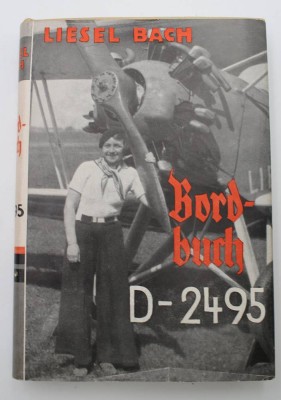 LIESEL BACH
Bord-
buch
D-2495